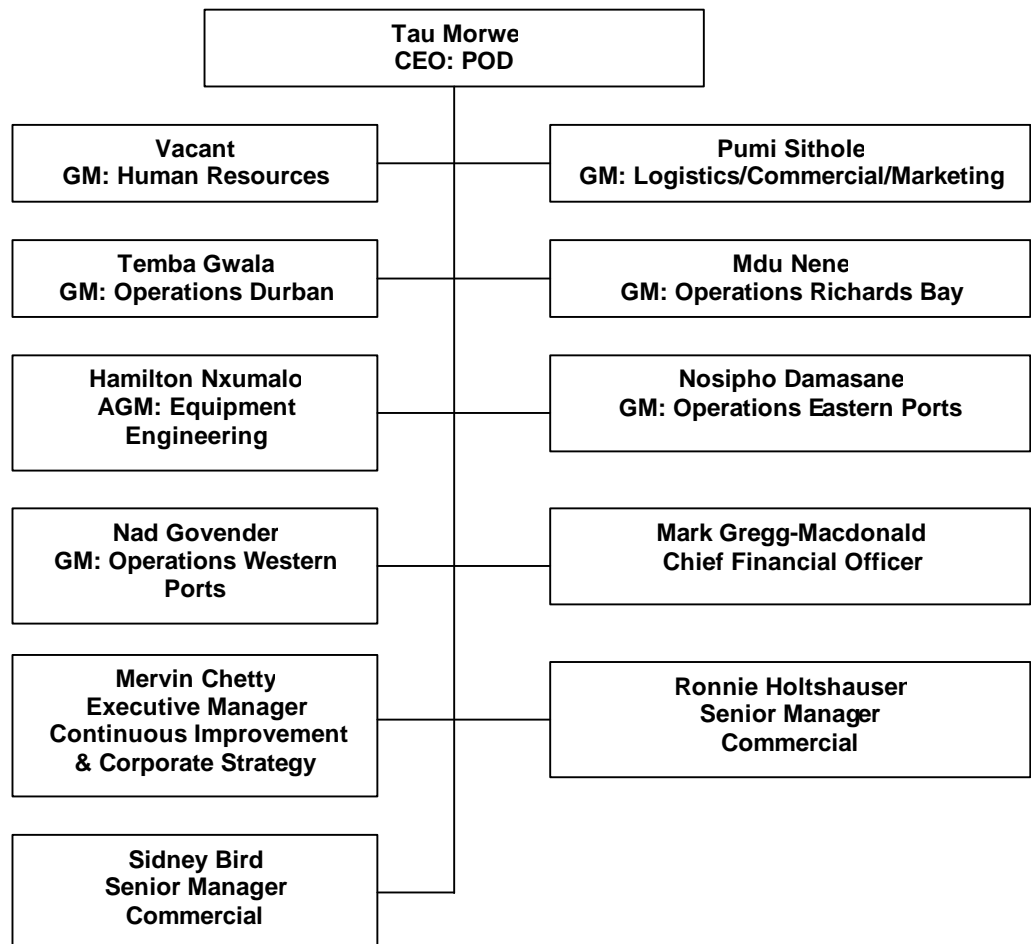 Tau Morwe
CEO: POD
Vacant
GM: Human Resources
Pumi Sithole
GM: Logistics/Commercial/Marketing
Temba Gwala
GM: Operations Durban
Mdu Nene
GM: Operations Richards Bay
Hamilton Nxumalo
AGM: Equipment
Engineering
Nosipho Damasane
GM: Operations Eastern Ports
Nad Govender
GM: Operations Western
Ports
Mark Gregg-Macdonald
Chief Financial Officer
Mervin Chetty
Executive Manager
Continuous Improvement
& Corporate Strategy
Ronnie Holtshauser
Senior Manager
Commercial
Sidney Bird
Senior Manager
Commercial